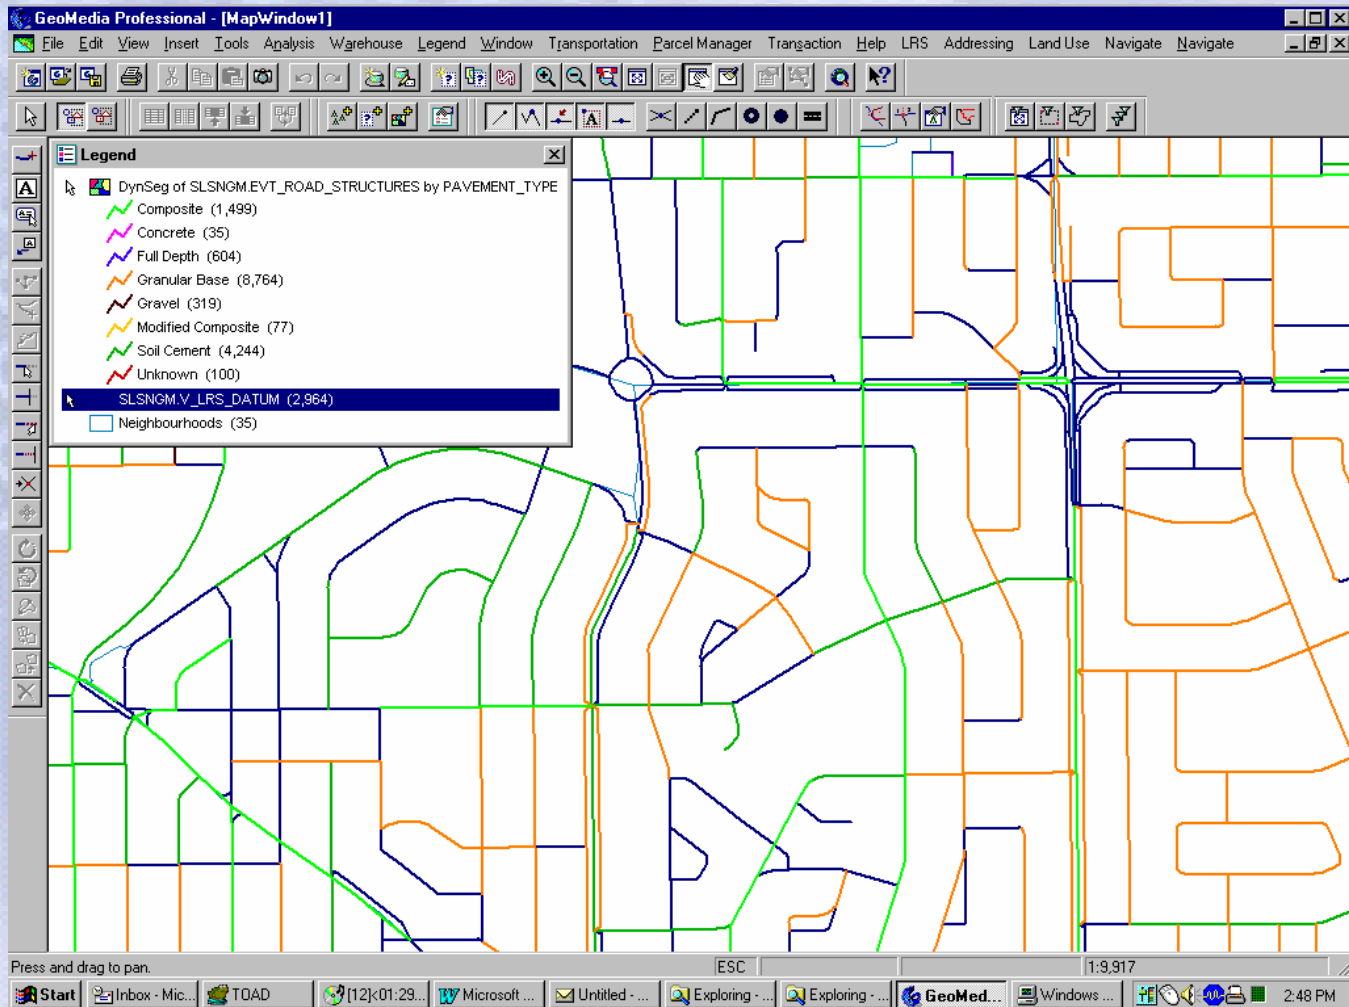 GeoMedia Professional - [MapWindow1]
File Edit View Insert Tools Analysis Warehouse Legend Window Transportation Parcel Manager Transaction Help LRS Addressing Land Use Navigate Navigate
Legend
DynSeg of SLSNGM.EVT_ROAD_STRUCTURES by PAVEMENT_TYPE
Composite (1,499)
Concrete (35)
Full Depth (604)
Granular Base (8,764)
Gravel (319)
Modified Composite (77)
Soil Cement (4,244)
Unknown (100)
SLSNGM.V_LRS_DATUM (2,964)
Neighbourhoods (35)
Press and drag to pan. ESC 1:9,917
Start Inbox - Mic... TOAD [12]<01:29... Microsoft ... Untitled - ... Exploring - ... Exploring - ... GeoMed... Windows ... 2:48 PM